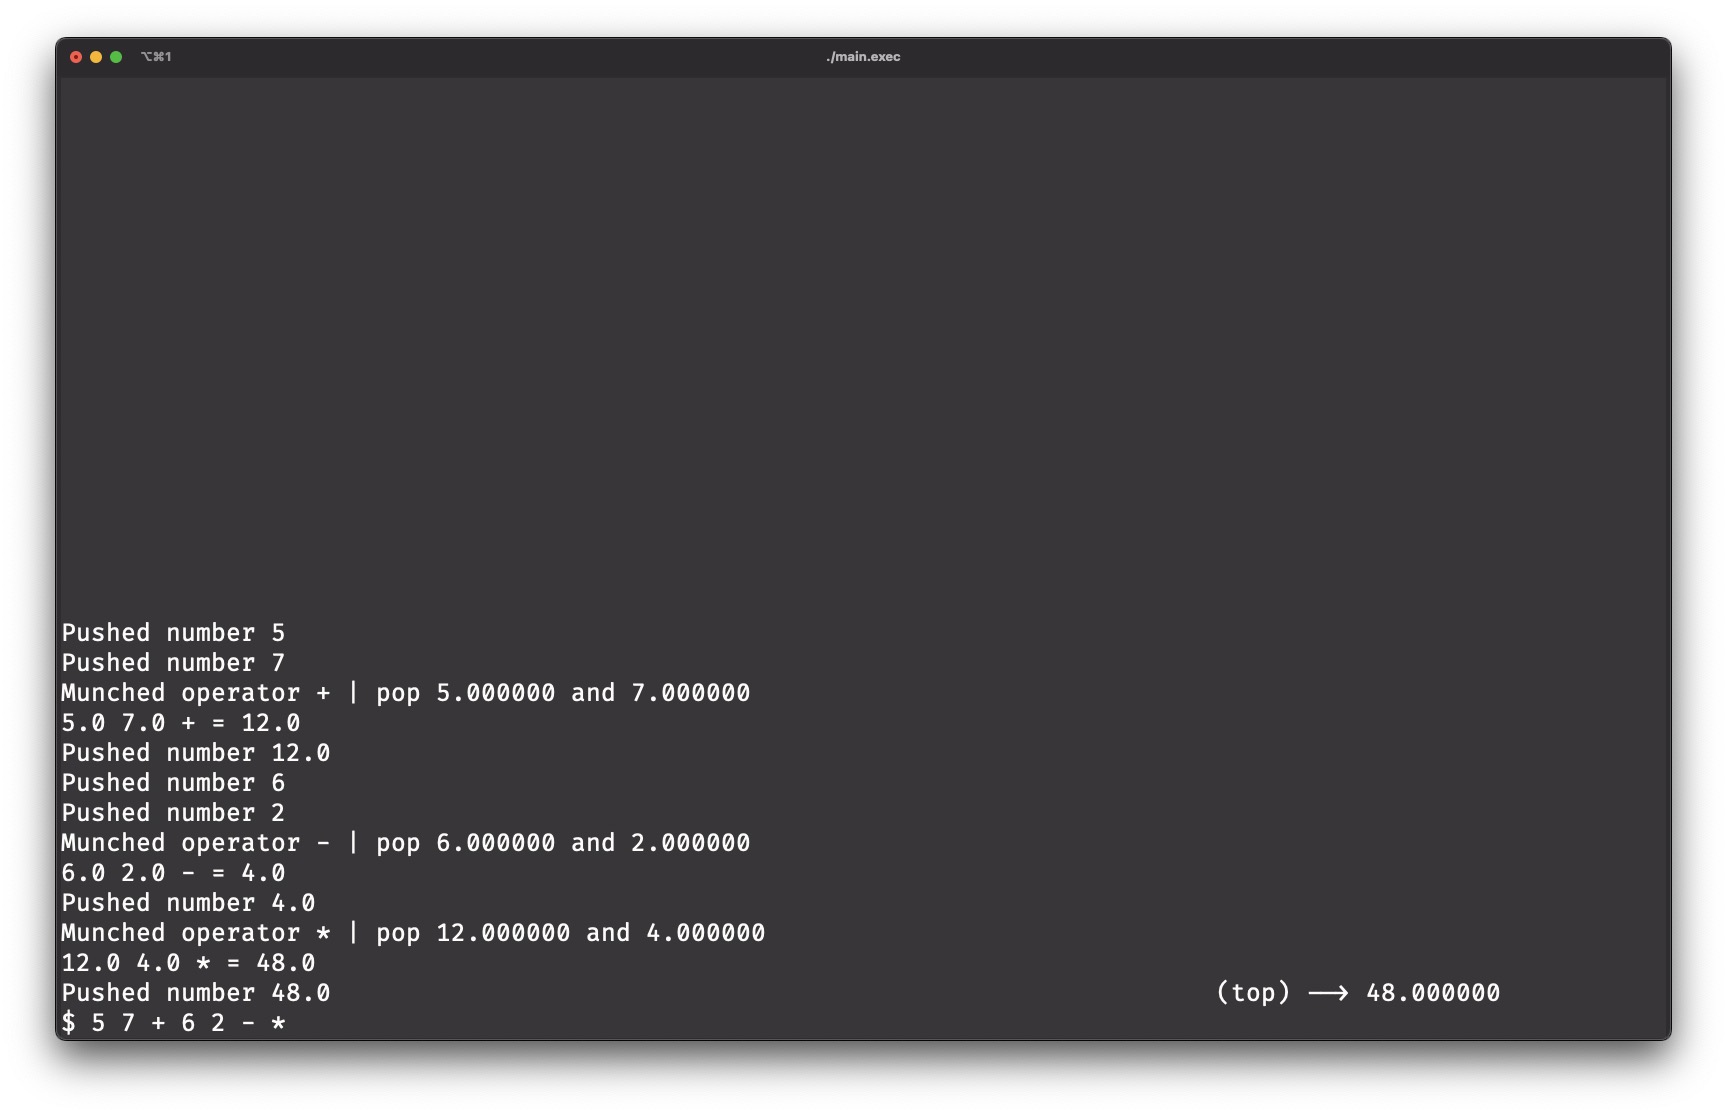 ⌥⌘1 ./main.exec
Pushed number 5
Pushed number 7
Munched operator + | pop 5.000000 and 7.000000
5.0 7.0 + = 12.0
Pushed number 12.0
Pushed number 6
Pushed number 2
Munched operator - | pop 6.000000 and 2.000000
6.0 2.0 - = 4.0
Pushed number 4.0
Munched operator * | pop 12.000000 and 4.000000
12.0 4.0 * = 48.0
Pushed number 48.0 (top) ⟶ 48.000000
$ 5 7 + 6 2 - *